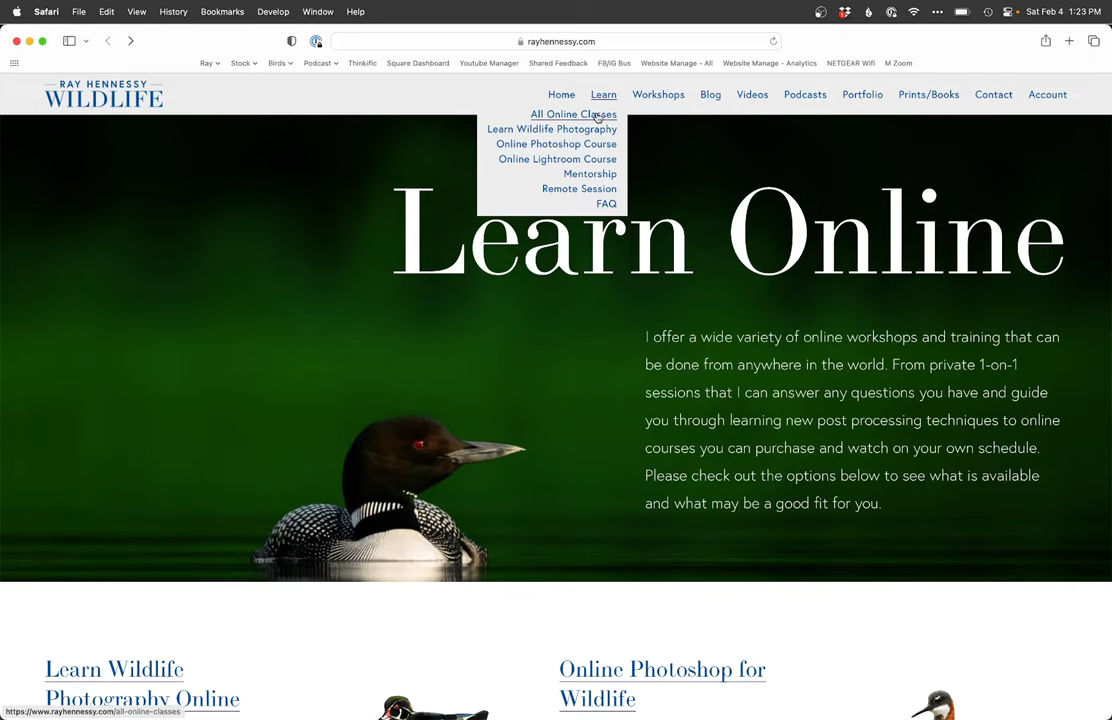 Safari File Edit View History Bookmarks Develop Window Help Sat Feb 4 1:23 PM
rayhennessy.com
Ray Stock Birds Podcast Thinkific Square Dashboard Youtube Manager Shared Feedback FB/IG Bus Website Manage - All Website Manage - Analytics NETGEAR Wifi M Zoom
RAY HENNESSY
WILDLIFE
Home Learn Workshops Blog Videos Podcasts Portfolio Prints/Books Contact Account
All Online Classes
Learn Wildlife Photography
Online Photoshop Course
Online Lightroom Course
Mentorship
Remote Session
FAQ
Learn Online
I offer a wide variety of online workshops and training that can
be done from anywhere in the world. From private 1-on-1
sessions that I can answer any questions you have and guide
you through learning new post processing techniques to online
courses you can purchase and watch on your own schedule.
Please check out the options below to see what is available
and what may be a good fit for you.
Learn Wildlife
Photography Online
Online Photoshop for
Wildlife
https://www.rayhennessy.com/all-online-classes